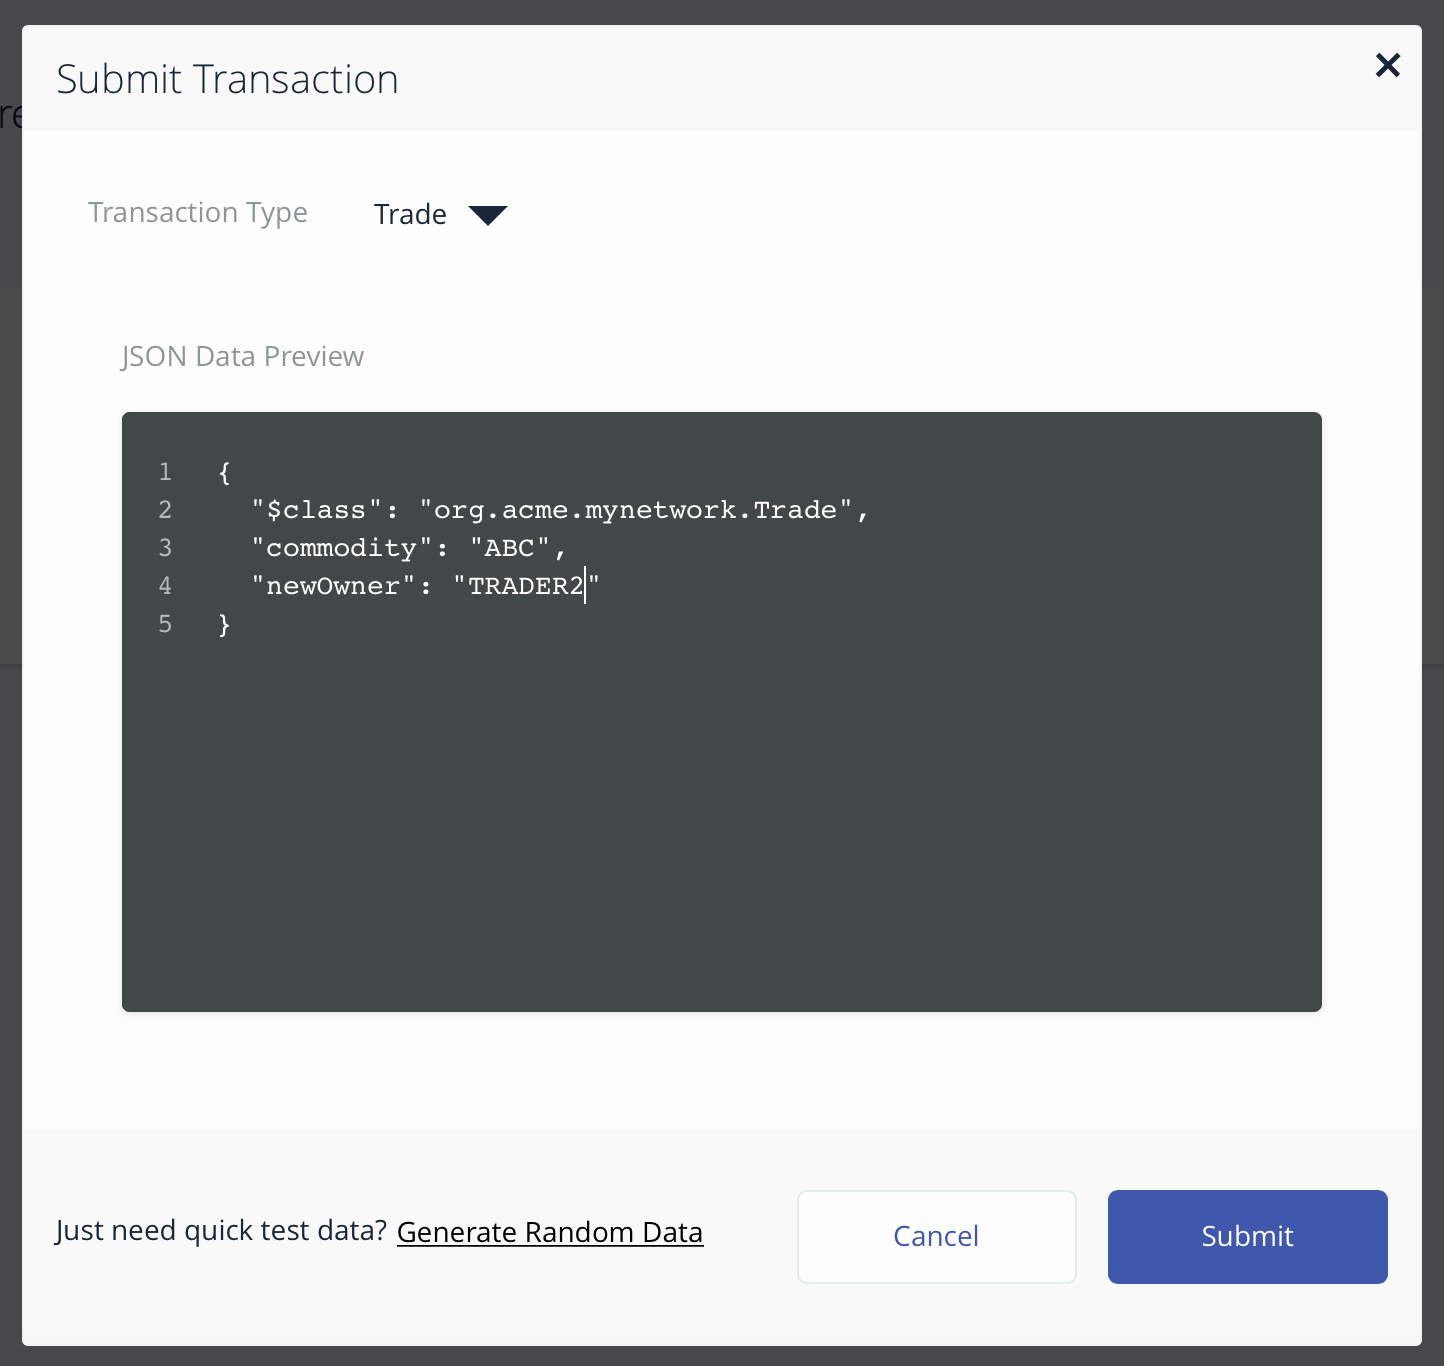 Submit Transaction
re
Transaction Type
Trade
JSON Data Preview
1 {
2   "$class": "org.acme.mynetwork.Trade",
3   "commodity": "ABC",
4   "newOwner": "TRADER2"
5 }
Just need quick test data? Generate Random Data
Cancel
Submit